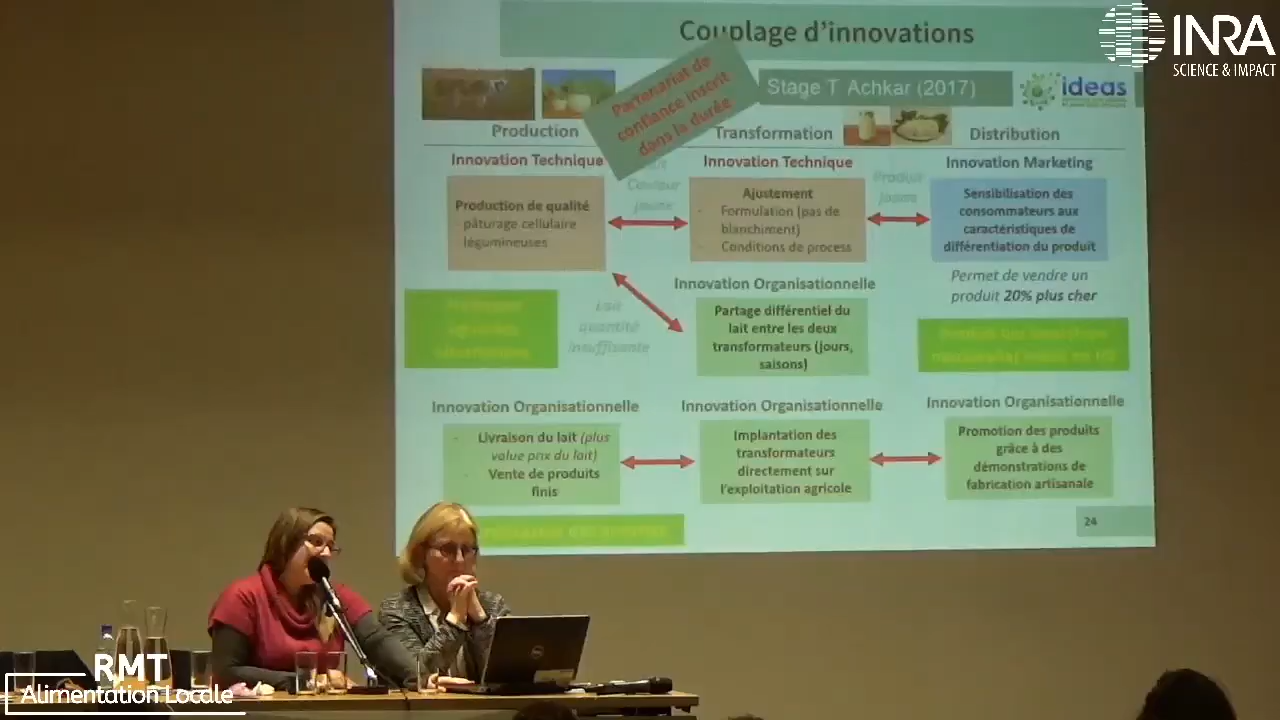 Couplage d'innovations
INRA
SCIENCE & IMPACT
Partenariat de
confiance inscrit
dans la durée
Stage T Achkar (2017)
ideas
Production
Transformation
Distribution
Innovation Technique
Innovation Technique
Innovation Marketing
Production de qualité
pâturage cellulaire
légumineuses
Couleur
jaune
Ajustement
- Formulation (pas de
blanchiment)
- Conditions de process
Produit
jaune
Sensibilisation des
consommateurs aux
caractéristiques de
différentiation du produit
Permet de vendre un
produit 20% plus cher
Innovation Organisationnelle
Lait
quantité
insuffisante
Partage différentiel du
lait entre les deux
transformateurs (jours,
saisons)
Innovation Organisationnelle
Innovation Organisationnelle
Innovation Organisationnelle
- Livraison du lait (plus
value prix du lait)
- Vente de produits
finis
Implantation des
transformateurs
directement sur
l'exploitation agricole
Promotion des produits
grâce à des
démonstrations de
fabrication artisanale
24
RMT
Alimentation Locale